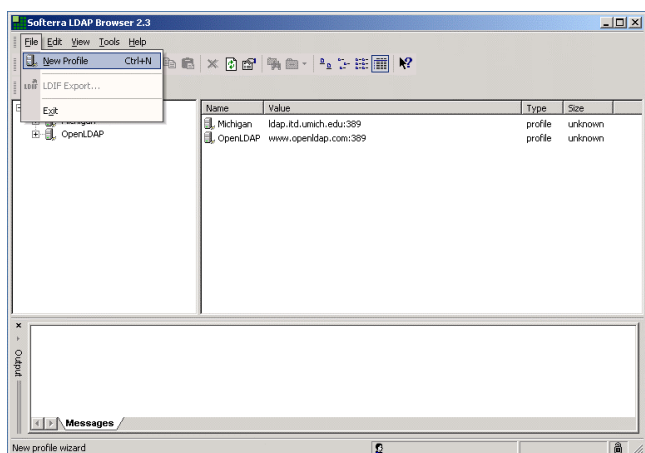 Softerra LDAP Browser 2.3
File Edit View Tools Help
New Profile Ctrl+N
LDIF Export...
Exit
OpenLDAP
Name Value Type Size
Michigan ldap.itd.umich.edu:389 profile unknown
OpenLDAP www.openldap.com:389 profile unknown
Output
Messages
New profile wizard